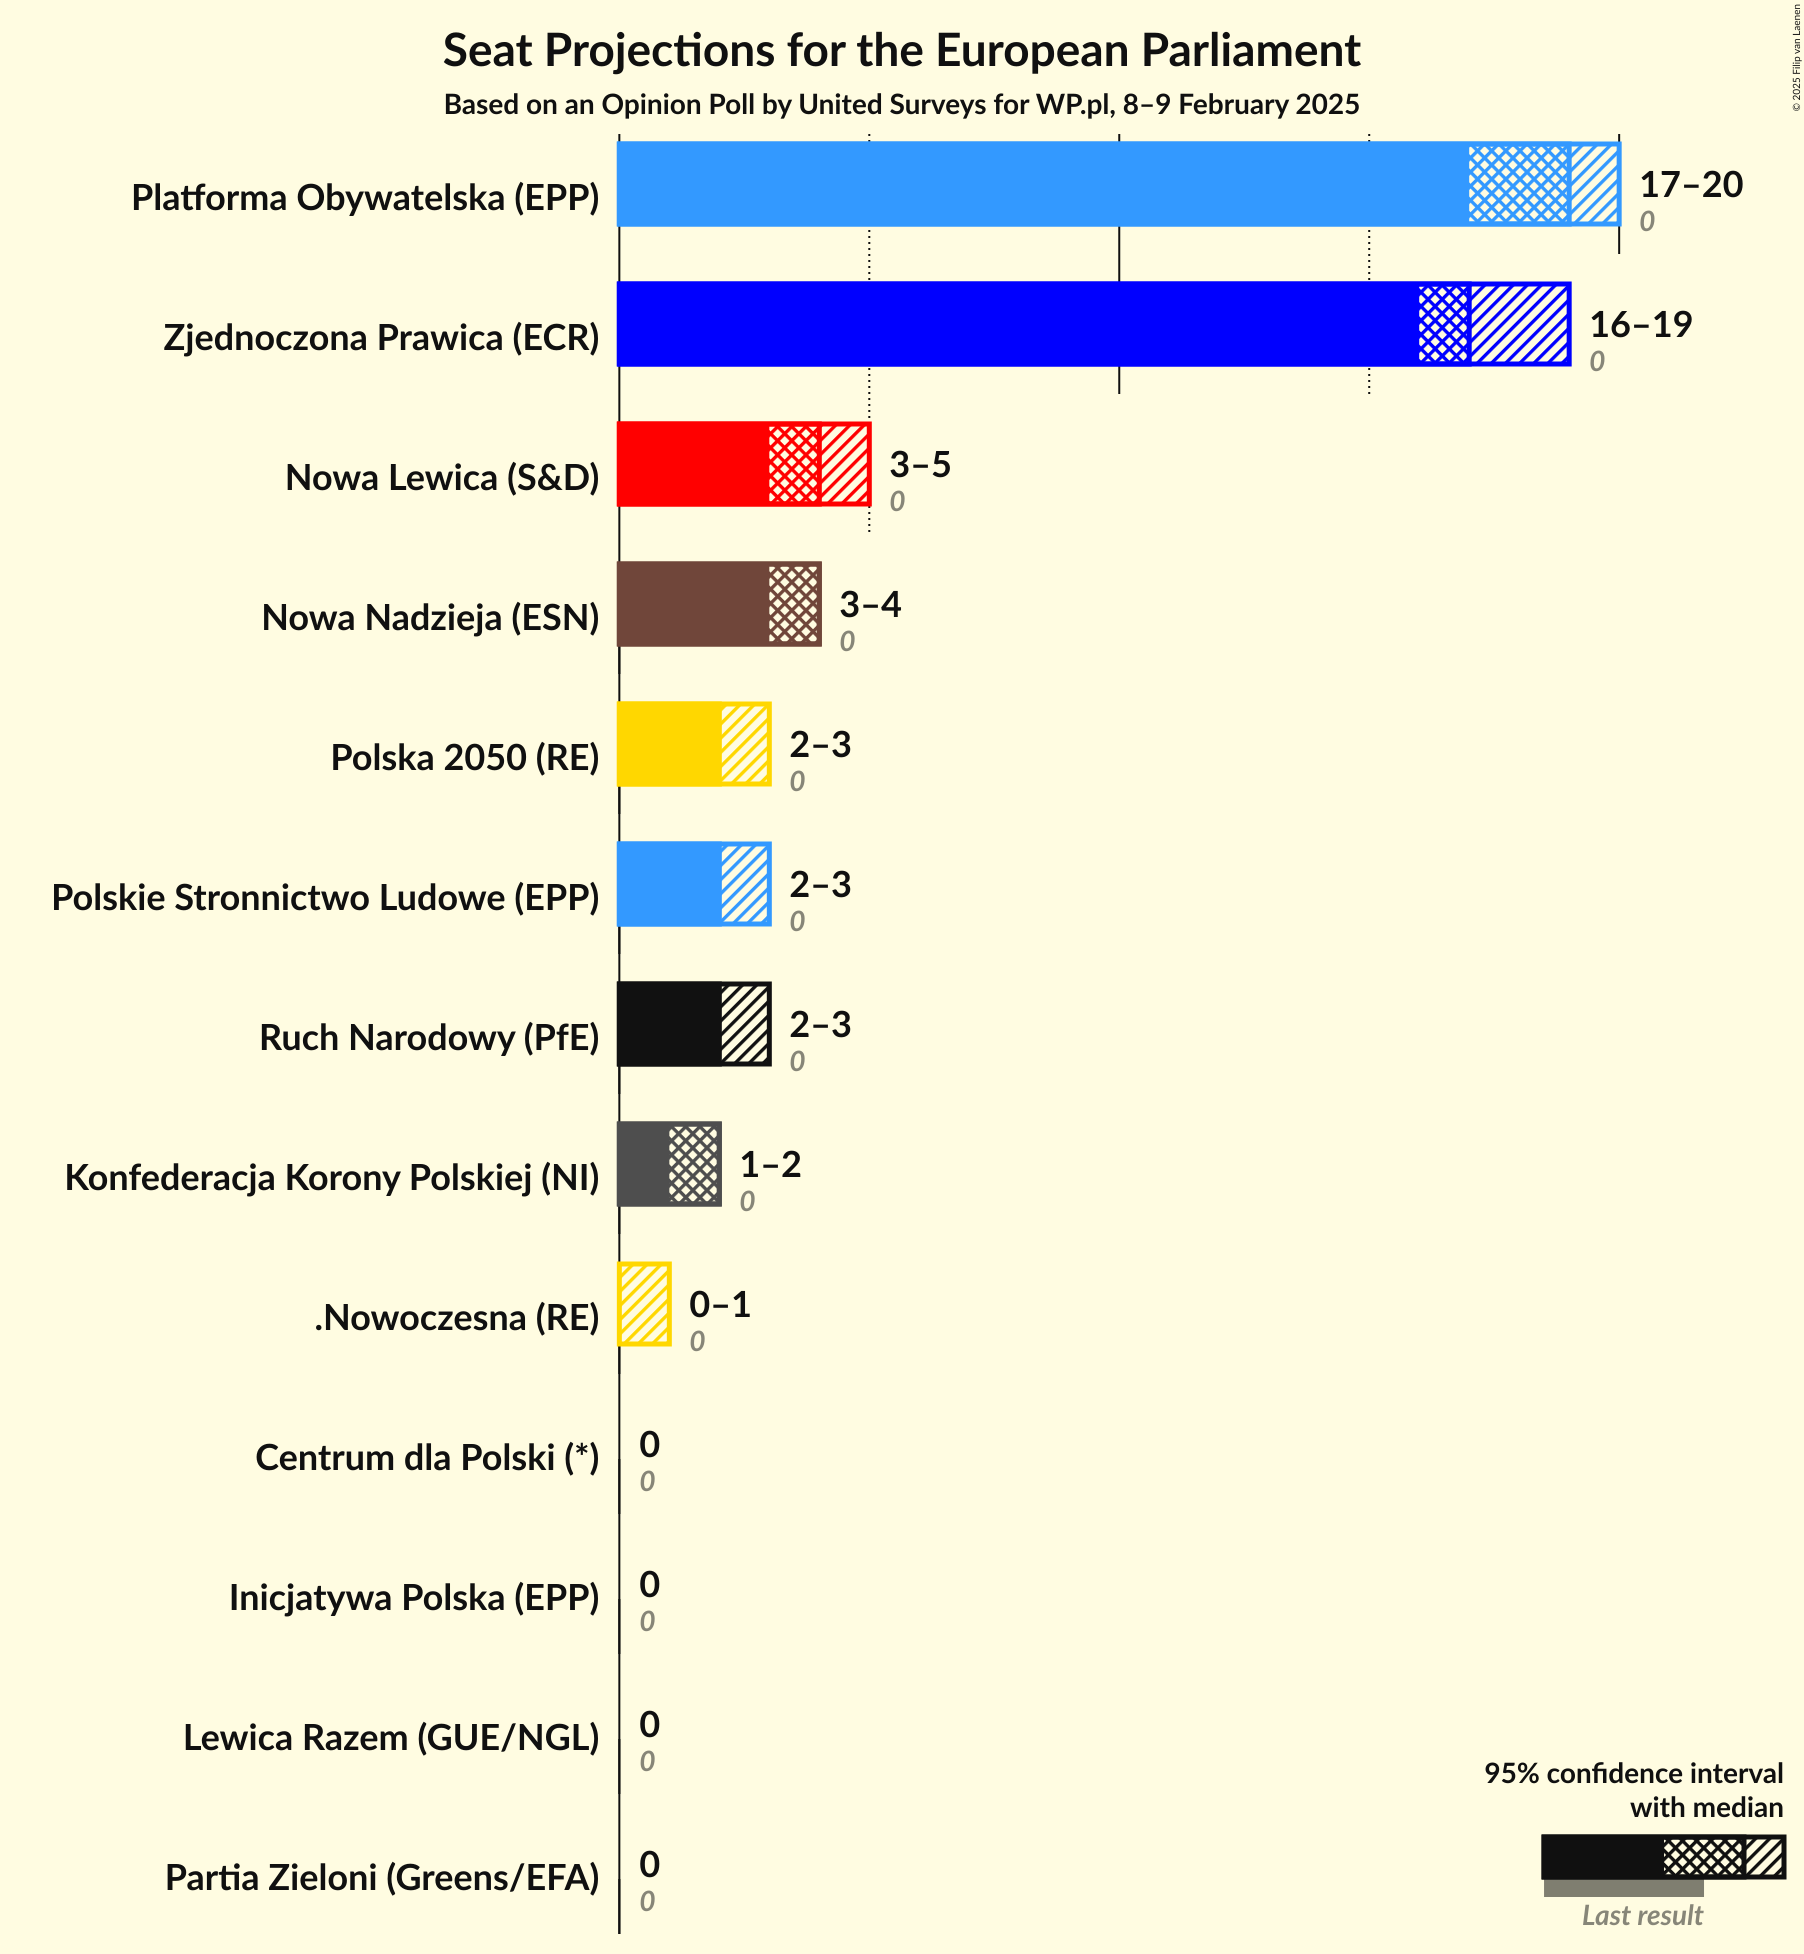 Seat Projections for the European Parliament
Based on an Opinion Poll by United Surveys for WP.pl, 8–9 February 2025
© 2025 Filip van Laenen
Platforma Obywatelska (EPP)
17–20
0
Zjednoczona Prawica (ECR)
16–19
0
Nowa Lewica (S&D)
3–5
0
Nowa Nadzieja (ESN)
3–4
0
Polska 2050 (RE)
2–3
0
Polskie Stronnictwo Ludowe (EPP)
2–3
0
Ruch Narodowy (PfE)
2–3
0
Konfederacja Korony Polskiej (NI)
1–2
0
.Nowoczesna (RE)
0–1
0
Centrum dla Polski (*)
0
0
Inicjatywa Polska (EPP)
0
0
Lewica Razem (GUE/NGL)
0
0
Partia Zieloni (Greens/EFA)
0
0
95% confidence interval
with median
Last result